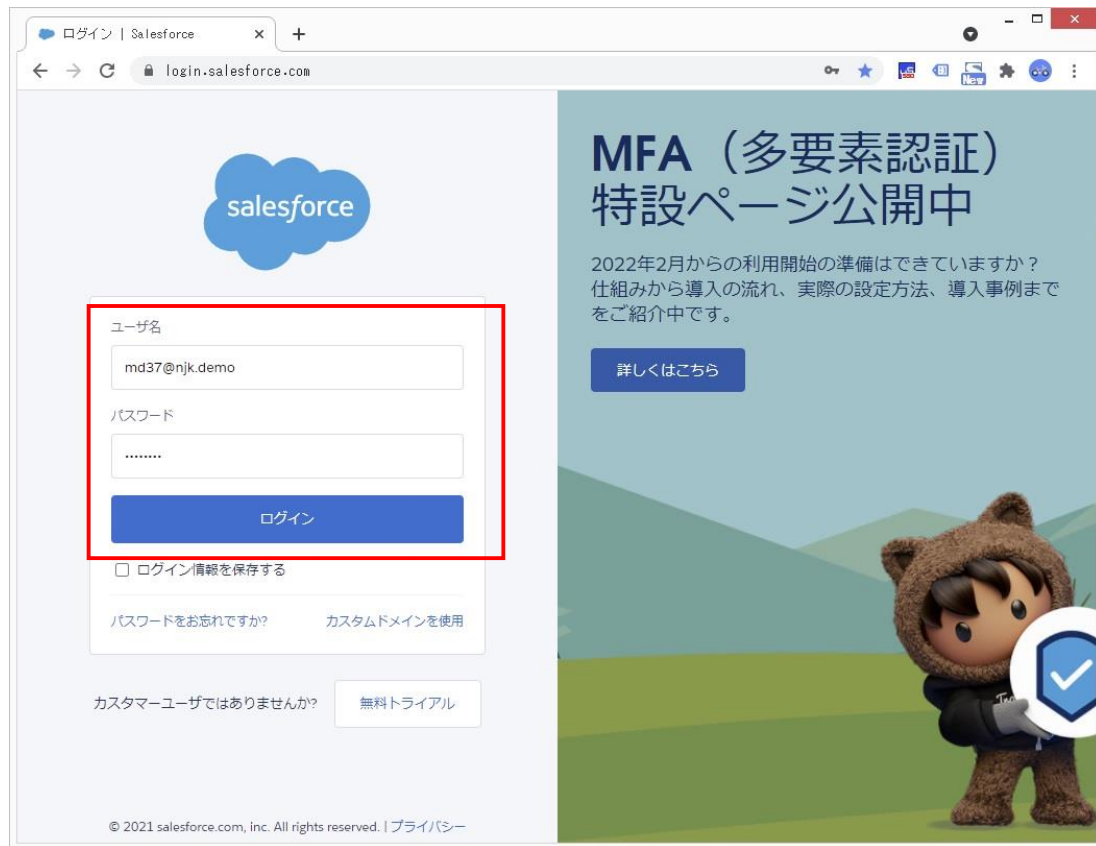 ログイン | Salesforce
login.salesforce.com
New
salesforce
ユーザ名
md37@njk.demo
パスワード
........
ログイン
ログイン情報を保存する
パスワードをお忘れですか?
カスタムドメインを使用
カスタマーユーザではありませんか?
無料トライアル
© 2021 salesforce.com, inc. All rights reserved. | プライバシー
MFA（多要素認証）
特設ページ公開中
2022年2月からの利用開始の準備はできていますか？
仕組みから導入の流れ、実際の設定方法、導入事例まで
をご紹介中です。
詳しくはこちら